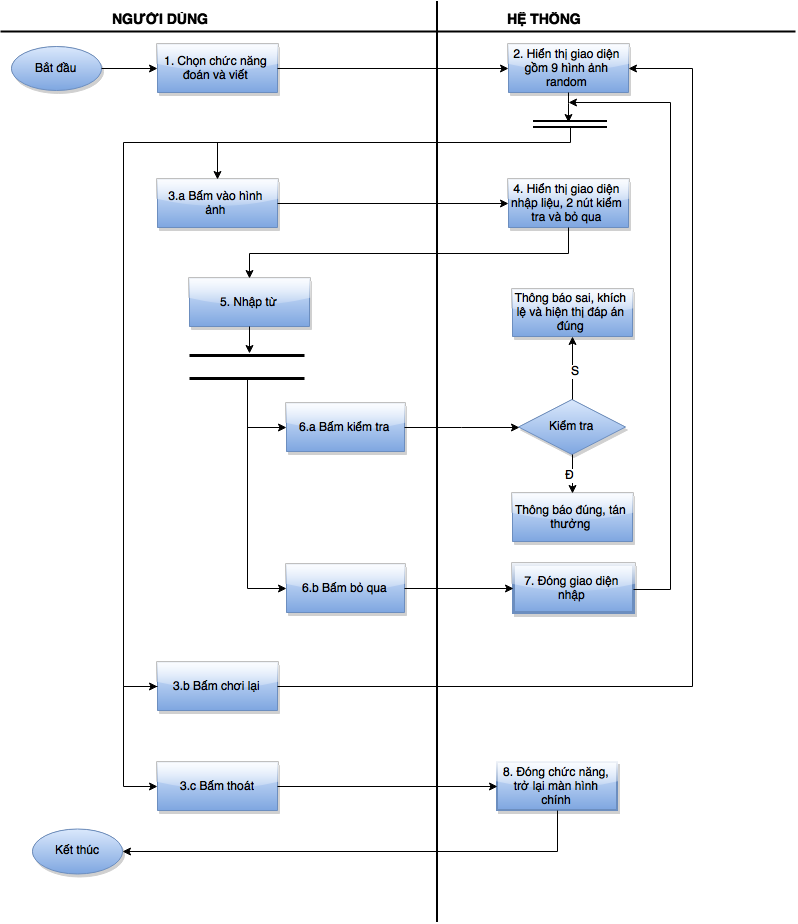 NGƯỜI DÙNG
HỆ THỐNG
Bắt đầu
1. Chọn chức năng
đoán và viết
2. Hiển thị giao diện
gồm 9 hình ảnh
random
3.a Bấm vào hình
ảnh
4. Hiển thị giao diện
nhập liệu, 2 nút kiểm
tra và bỏ qua
5. Nhập từ
Thông báo sai, khích
lệ và hiện thị đáp án
đúng
S
6.a Bấm kiểm tra
Kiểm tra
Đ
Thông báo đúng, tán
thưởng
6.b Bấm bỏ qua
7. Đóng giao diện
nhập
3.b Bấm chơi lại
3.c Bấm thoát
8. Đóng chức năng,
trở lại màn hình
chính
Kết thúc